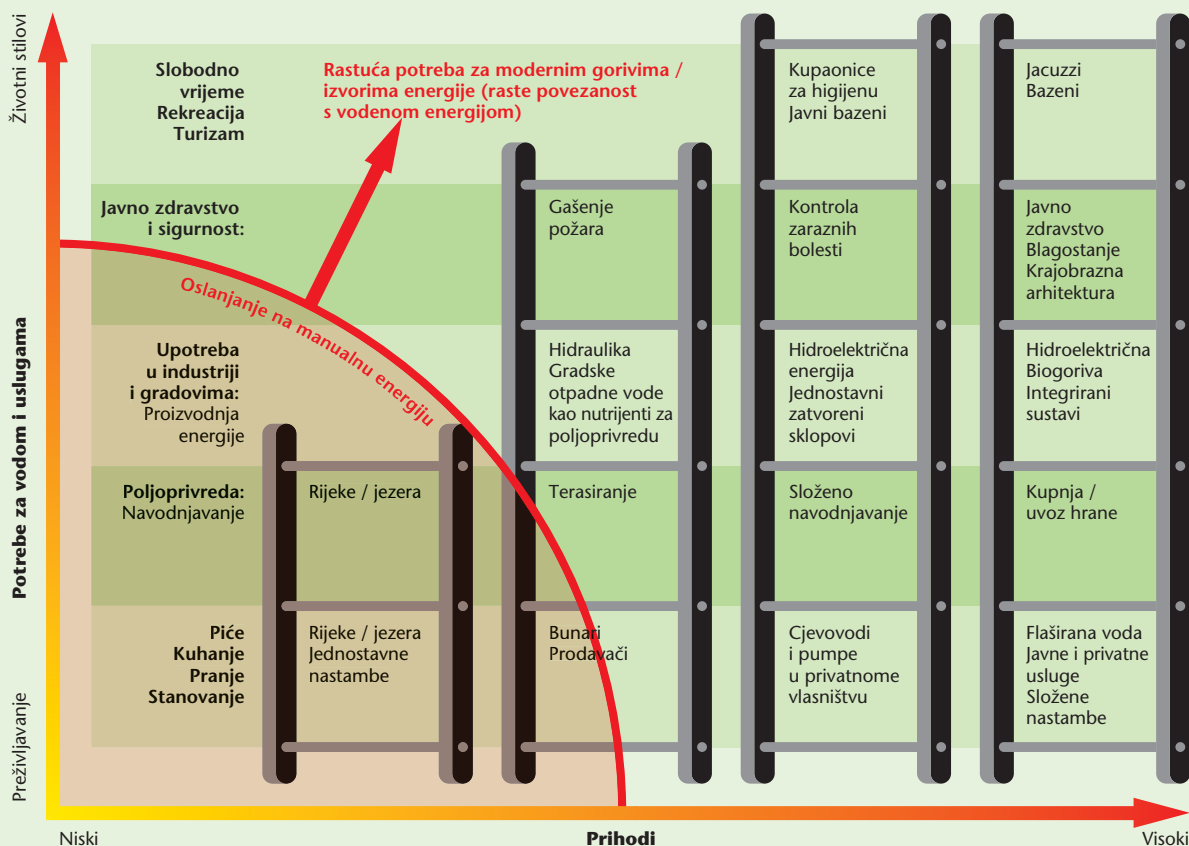 Životni stilovi
Potrebe za vodom i uslugama
Preživljavanje
Slobodno
vrijeme
Rekreacija
Turizam
Rastuća potreba za modernim gorivima /
izvorima energije (raste povezanost
s vodenom energijom)
Kupaonice
za higijenu
Javni bazeni
Jacuzzi
Bazeni
Javno zdravstvo
i sigurnost:
Gašenje
požara
Kontrola
zaraznih
bolesti
Javno
zdravstvo
Blagostanje
Krajobrazna
arhitektura
Oslanjanje na manualnu energiju
Upotreba
u industriji
i gradovima:
Proizvodnja
energije
Hidraulika
Gradske
otpadne vode
kao nutrijenti za
poljoprivredu
Hidroelektrična
energija
Jednostavni
zatvoreni
sklopovi
Hidroelektrična
Biogoriva
Integrirani
sustavi
Poljoprivreda:
Navodnjavanje
Rijeke / jezera
Terasiranje
Složeno
navodnjavanje
Kupnja /
uvoz hrane
Piće
Kuhanje
Pranje
Stanovanje
Rijeke / jezera
Jednostavne
nastambe
Bunari
Prodavači
Cjevovodi
i pumpe
u privatnome
vlasništvu
Flaširana voda
Javne i privatne
usluge
Složene
nastambe
Niski
Prihodi
Visoki